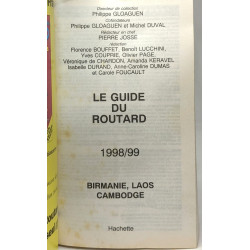 Directeur de collection
Philippe GLOAGUEN
Cofondateurs
Philippe GLOAGUEN et Michel DUVAL
Rédacteur en chef
PIERRE JOSSE
Rédaction
Florence BOUFFET, Benoît LUCCHINI,
Yves COUPRIE, Olivier PAGE,
Véronique de CHARDON, Amanda KERAVEL,
Isabelle DURAND, Anne-Caroline DUMAS
et Carole FOUCAULT
LE GUIDE
DU
ROUTARD
1998/99
BIRMANIE, LAOS
CAMBODGE
Hachette